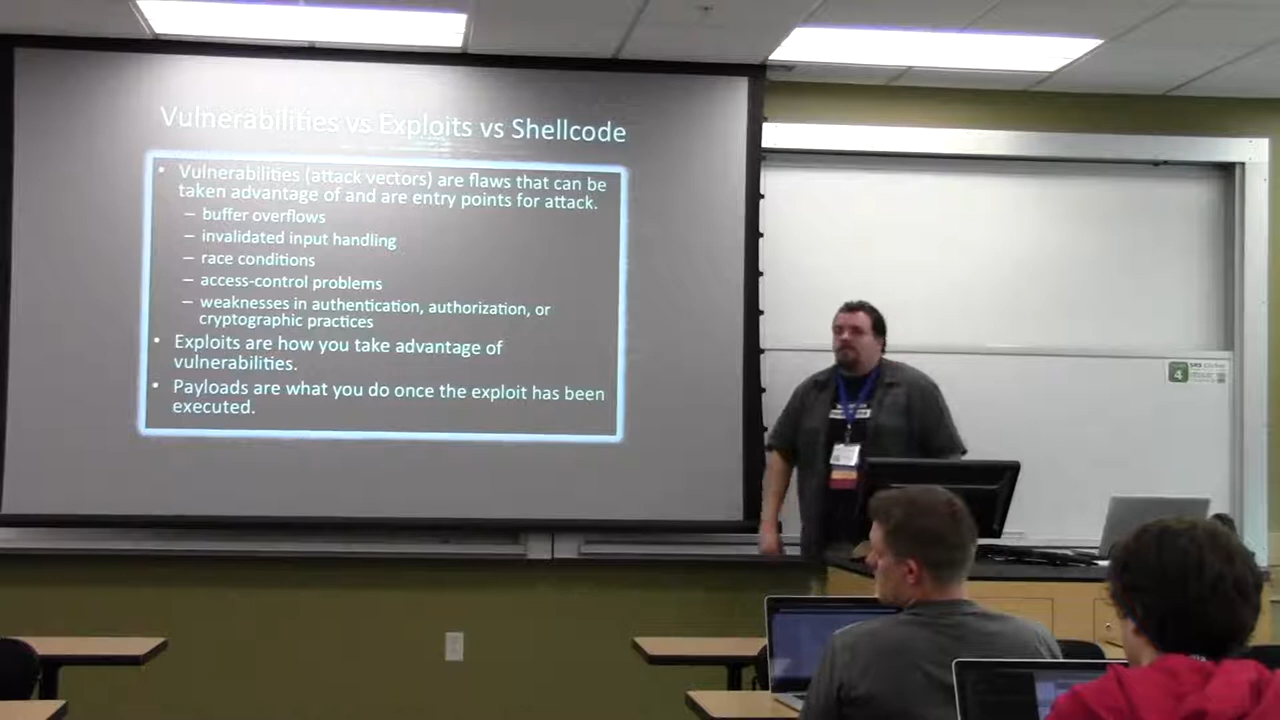 Vulnerabilities vs Exploits vs Shellcode
• Vulnerabilities (attack vectors) are flaws that can be
taken advantage of and are entry points for attack.
– buffer overflows
– invalidated input handling
– race conditions
– access-control problems
– weaknesses in authentication, authorization, or
cryptographic practices
• Exploits are how you take advantage of
vulnerabilities.
• Payloads are what you do once the exploit has been
executed.
4